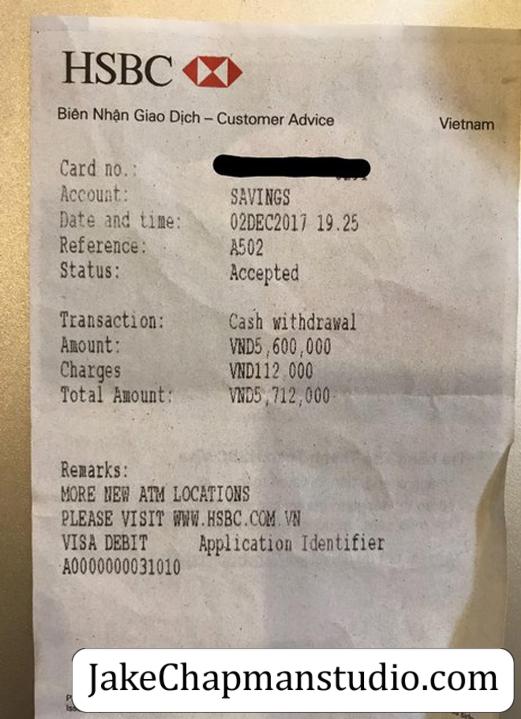 HSBC
Biên Nhận Giao Dịch – Customer Advice
Vietnam
Card no.:
Account: SAVINGS
Date and time: 02DEC2017 19.25
Reference: A502
Status: Accepted
Transaction: Cash withdrawal
Amount: VND5,600,000
Charges VND112,000
Total Amount: VND5,712,000
Remarks:
MORE NEW ATM LOCATIONS
PLEASE VISIT WWW.HSBC.COM.VN
VISA DEBIT Application Identifier
A0000000031010
JakeChapmanstudio.com